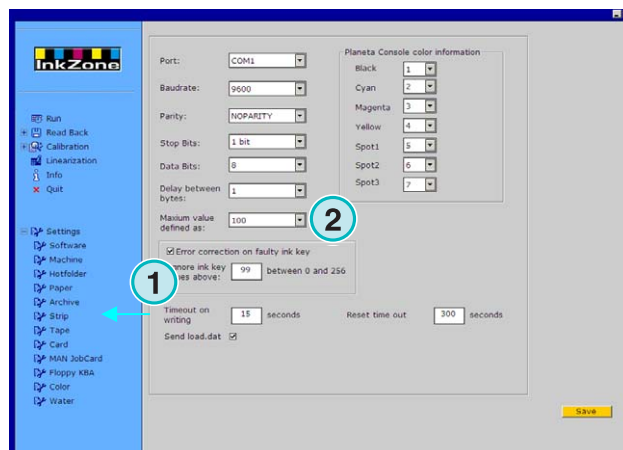 InkZone
Run
Read Back
Calibration
Linearization
Info
Quit
Settings
Software
Machine
Hotfolder
Paper
Archive
Strip
Tape
Card
MAN JobCard
Floppy KBA
Color
Water
Port: COM1
Baudrate: 9600
Parity: NOPARITY
Stop Bits: 1 bit
Data Bits: 8
Delay between
bytes: 1
Maxium value
defined as: 100
2
Planeta Console color information
Black 1
Cyan 2
Magenta 3
Yellow 4
Spot1 5
Spot2 6
Spot3 7
Error correction on faulty ink key
ink key
above: 99 between 0 and 256
1
Timeout on
writing 15 seconds
Reset time out 300 seconds
Send load.dat
Save